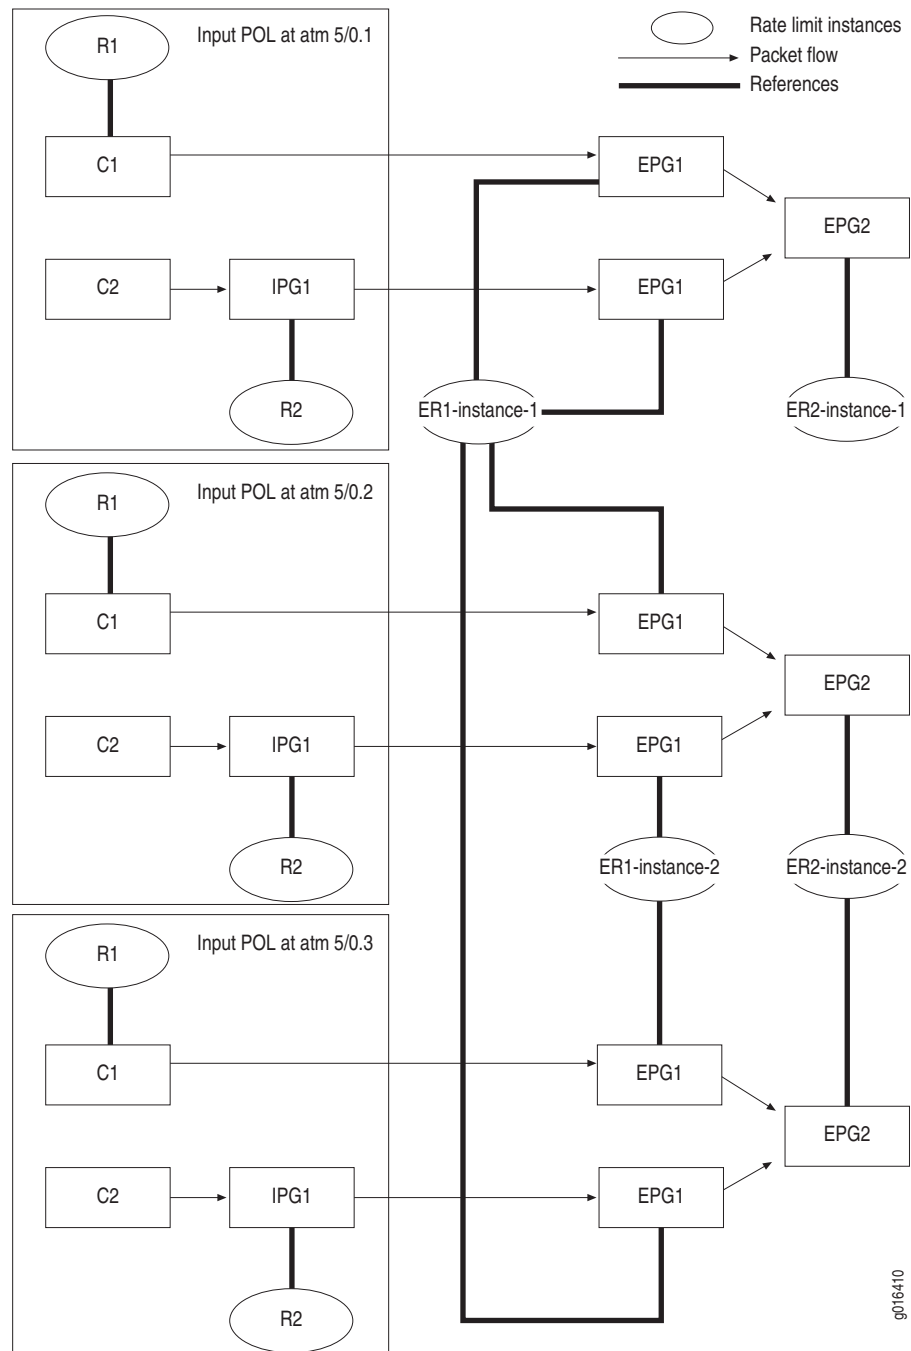 R1
Input POL at atm 5/0.1
Rate limit instances
Packet flow
References
C1
EPG1
EPG2
C2
IPG1
EPG1
R2
ER1-instance-1
ER2-instance-1
R1
Input POL at atm 5/0.2
C1
EPG1
EPG2
C2
IPG1
EPG1
R2
ER1-instance-2
ER2-instance-2
R1
Input POL at atm 5/0.3
C1
EPG1
EPG2
C2
IPG1
EPG1
R2
g016410